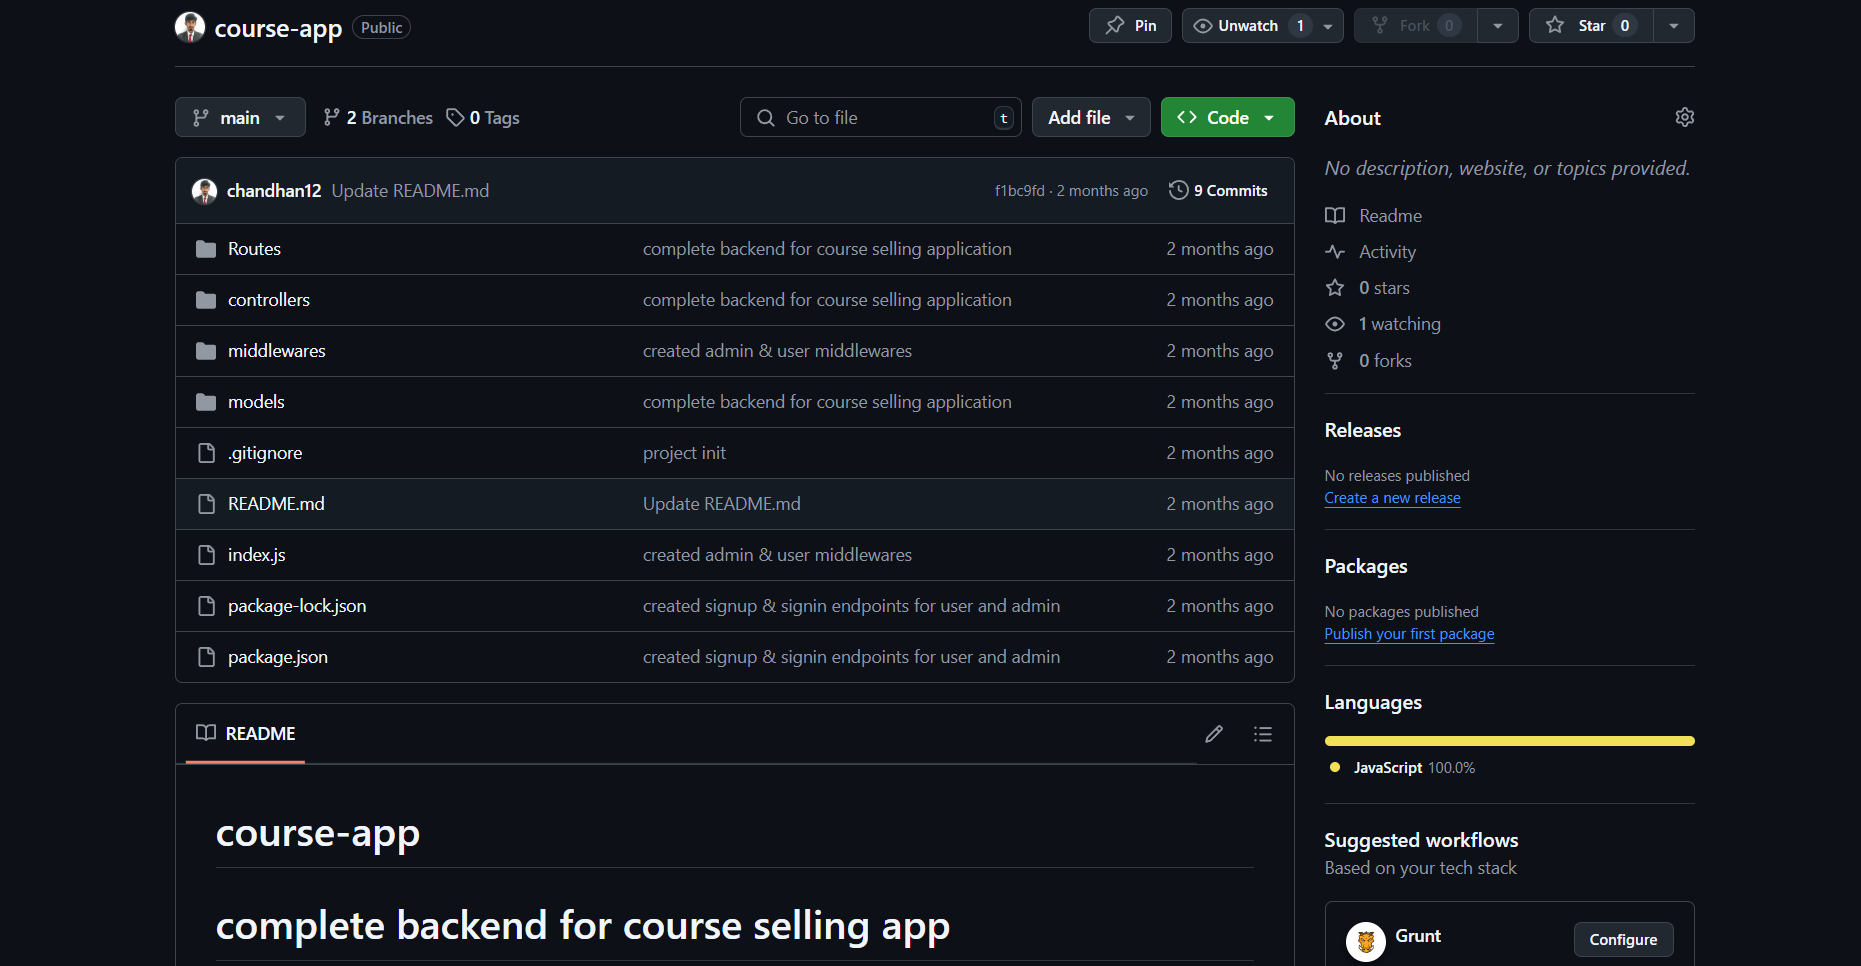 course-app Public Pin Unwatch 1 Fork 0 Star 0
main 2 Branches 0 Tags Go to file t Add file Code
chandhan12 Update README.md f1bc9fd · 2 months ago 9 Commits
Routes complete backend for course selling application 2 months ago
controllers complete backend for course selling application 2 months ago
middlewares created admin & user middlewares 2 months ago
models complete backend for course selling application 2 months ago
.gitignore project init 2 months ago
README.md Update README.md 2 months ago
index.js created admin & user middlewares 2 months ago
package-lock.json created signup & signin endpoints for user and admin 2 months ago
package.json created signup & signin endpoints for user and admin 2 months ago
README
course-app
complete backend for course selling app
About
No description, website, or topics provided.
Readme
Activity
0 stars
1 watching
0 forks
Releases
No releases published
Create a new release
Packages
No packages published
Publish your first package
Languages
JavaScript 100.0%
Suggested workflows
Based on your tech stack
Grunt Configure